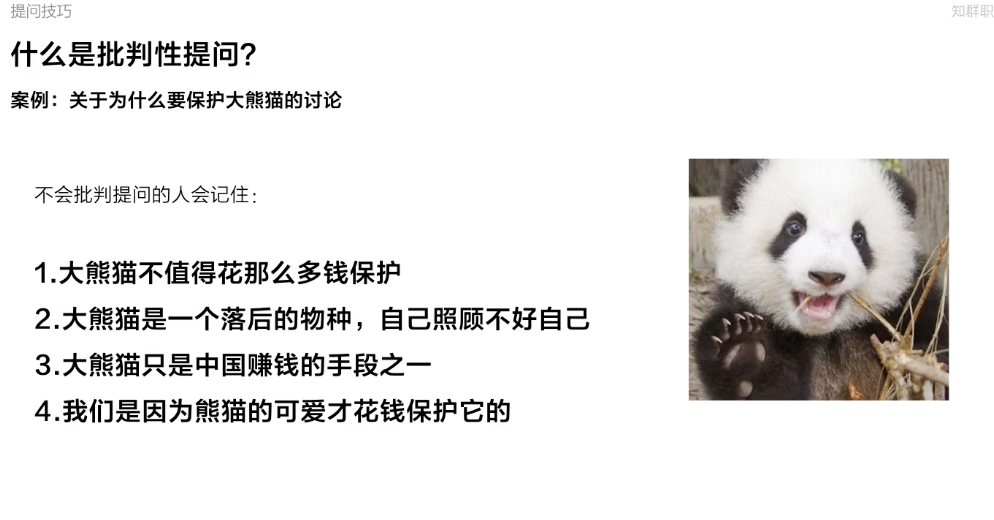 提问技巧
知群职
什么是批判性提问?
案例：关于为什么要保护大熊猫的讨论
不会批判提问的人会记住：
1.大熊猫不值得花那么多钱保护
2.大熊猫是一个落后的物种，自己照顾不好自己
3.大熊猫只是中国赚钱的手段之一
4.我们是因为熊猫的可爱才花钱保护它的